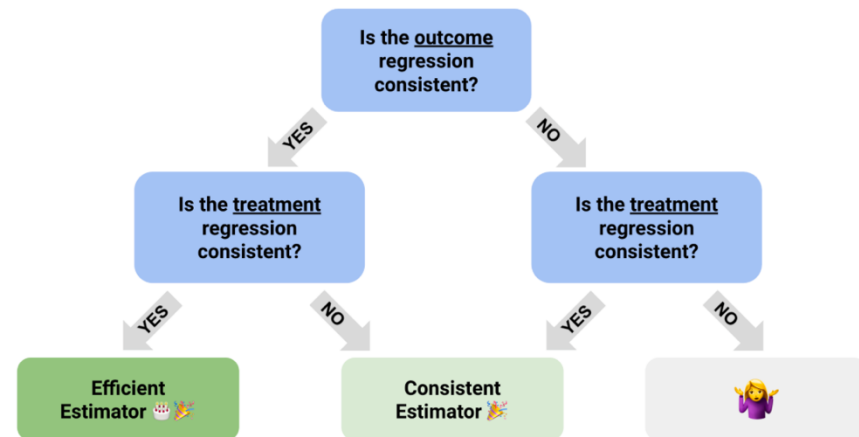 Is the outcome
regression
consistent?
YES
NO
Is the treatment
regression
consistent?
Is the treatment
regression
consistent?
YES
NO
YES
NO
Efficient
Estimator 🎂🎉
Consistent
Estimator 🎉
🤷‍♀️